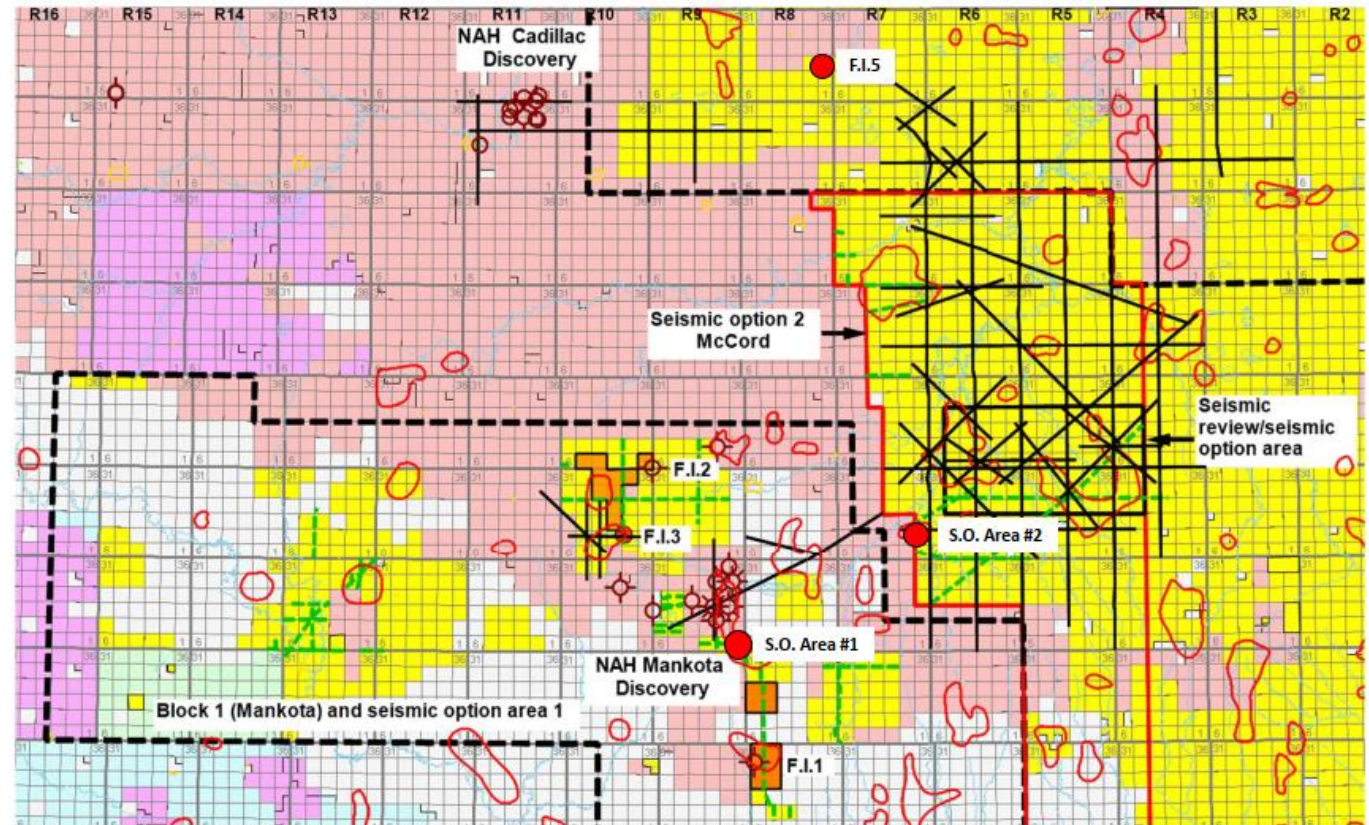 R16 R15 R14 R13 R12 R11 R10 R9 R8 R7 R6 R5 R4 R3 R2
NAH Cadillac
Discovery
F.I.5
Seismic option 2
McCord
Seismic
review/seismic
option area
F.I.2
F.I.3
S.O. Area #2
S.O. Area #1
NAH Mankota
Discovery
Block 1 (Mankota) and seismic option area 1
F.I.1